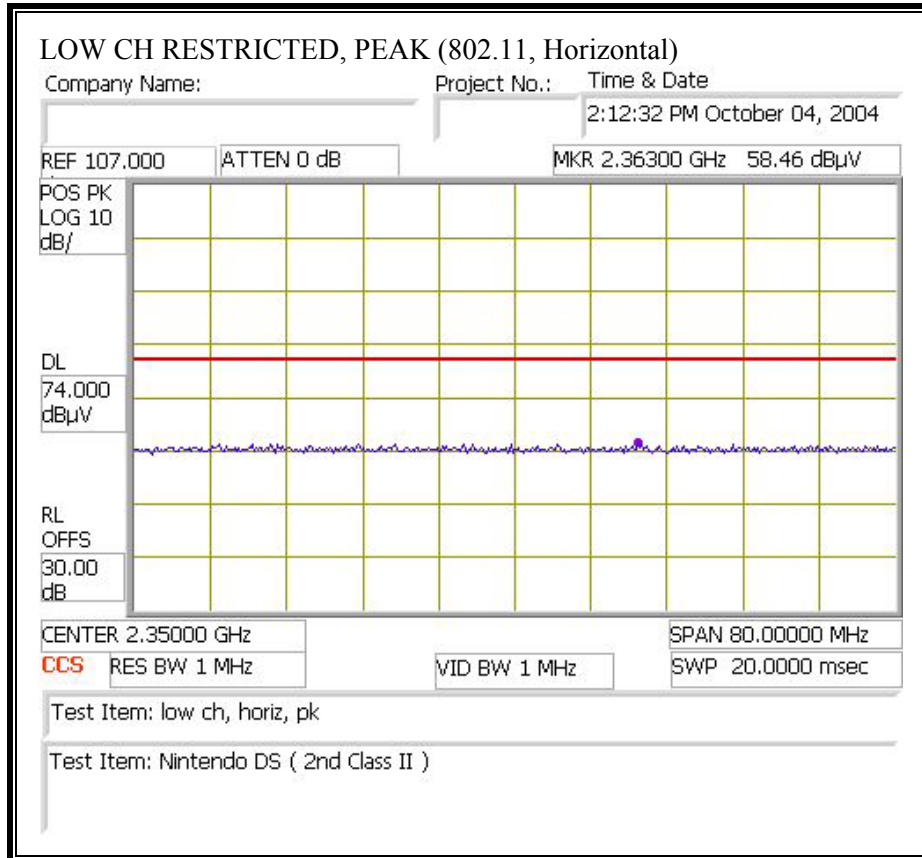 LOW CH RESTRICTED, PEAK (802.11, Horizontal)
Company Name:
Project No.:
Time & Date
2:12:32 PM October 04, 2004
REF 107.000
ATTEN 0 dB
MKR 2.36300 GHz 58.46 dBµV
POS PK
LOG 10
dB/
DL
74.000
dBµV
RL
OFFS
30.00
dB
CENTER 2.35000 GHz
SPAN 80.00000 MHz
CCS RES BW 1 MHz
VID BW 1 MHz
SWP 20.0000 msec
Test Item: low ch, horiz, pk
Test Item: Nintendo DS ( 2nd Class II )